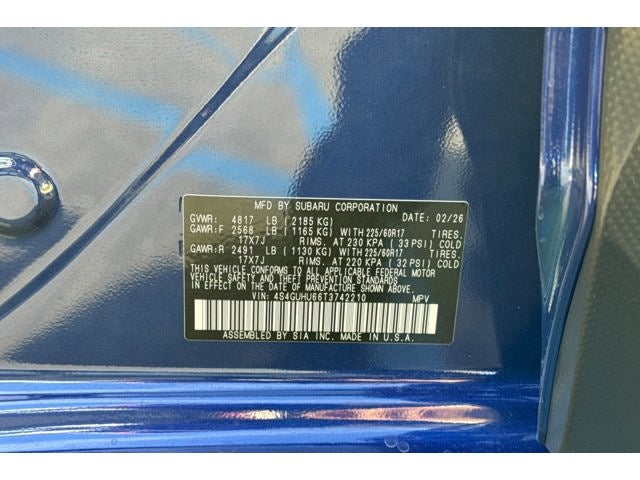 MFD BY SUBARU CORPORATION
GVWR: 4817 LB (2185 KG) DATE: 02/26
GAWR:F 2568 LB (1165 KG) WITH 225/60R17 TIRES.
17X7J RIMS. AT 230 KPA (33 PSI) COLD
GAWR:R 2491 LB (1130 KG) WITH 225/60R17 TIRES.
17X7J RIMS. AT 220 KPA (32 PSI) COLD
THIS VEHICLE CONFORMS TO ALL APPLICABLE FEDERAL MOTOR
VEHICLE SAFETY AND THEFT PREVENTION STANDARDS IN EFFECT
ON THE DATE OF MANUFACTURE SHOWN ABOVE.
VIN: 4S4GUHU66T3742210 MPV
ASSEMBLED BY SIA INC. MADE IN U.S.A.